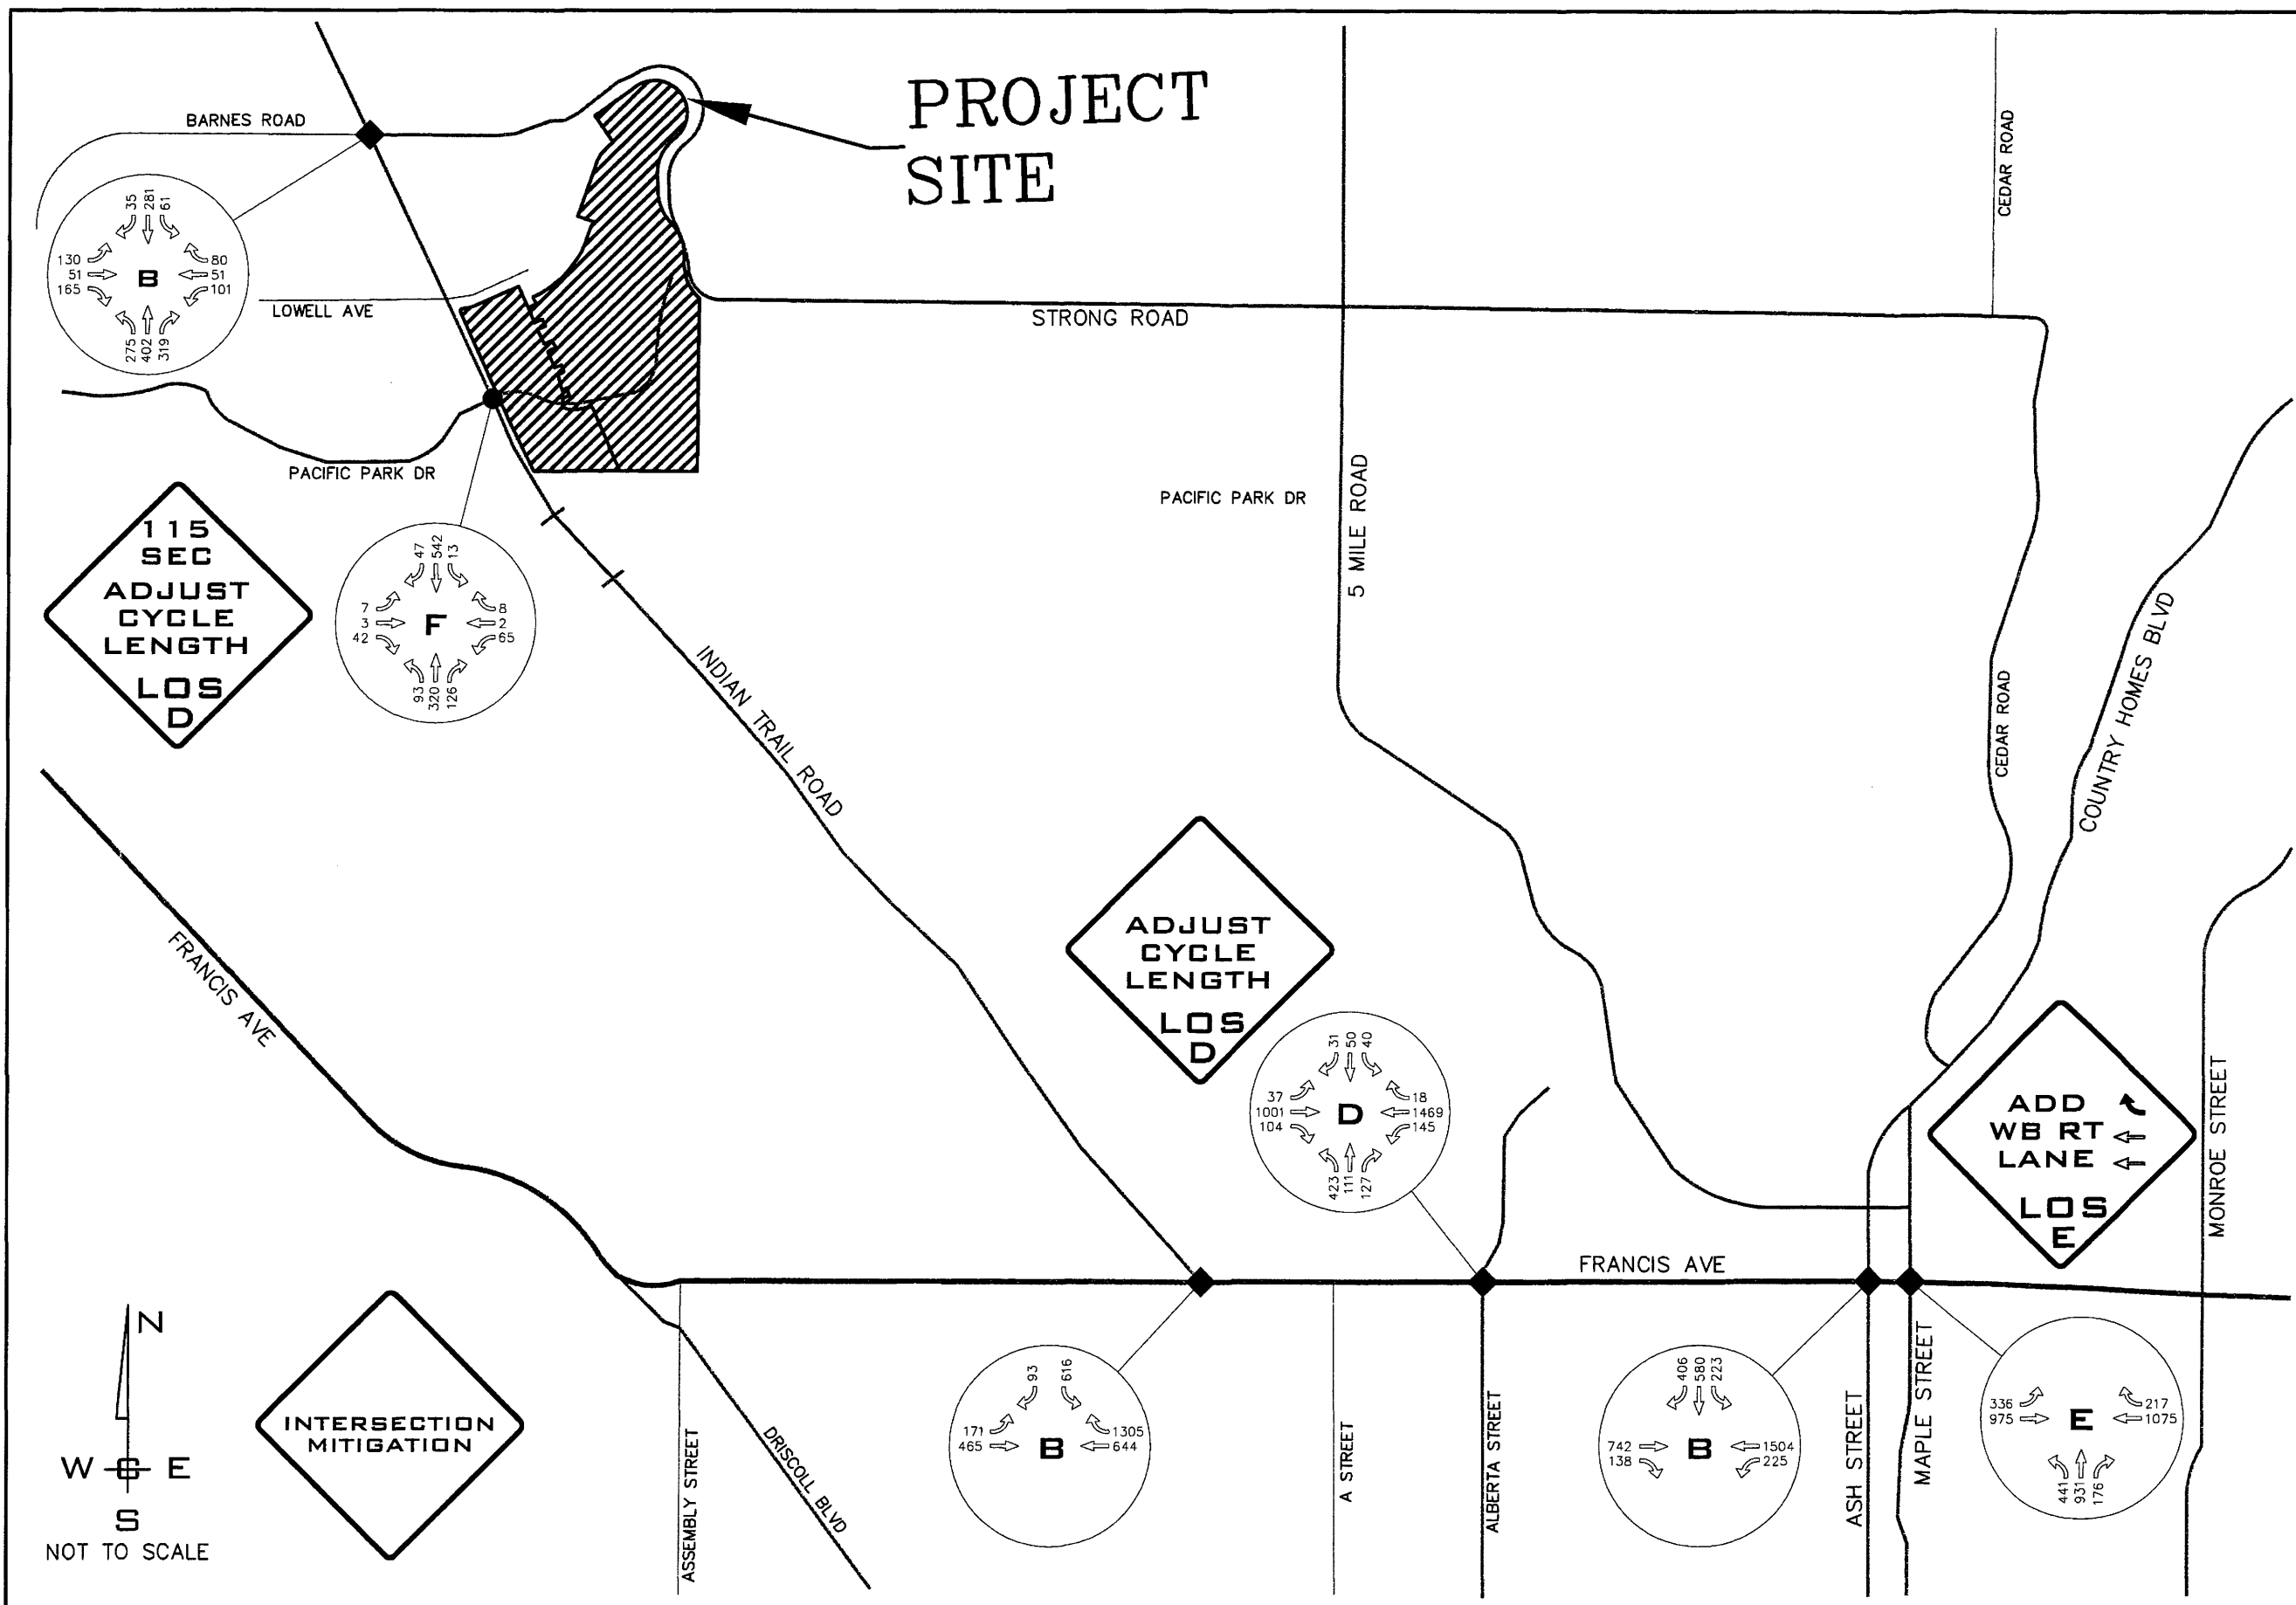 PROJECT
SITE
BARNES ROAD
CEDAR ROAD
35
281
61
130
51
165
B
80
51
101
275
402
319
LOWELL AVE
STRONG ROAD
PACIFIC PARK DR
PACIFIC PARK DR
5 MILE ROAD
115
SEC
ADJUST
CYCLE
LENGTH
LOS
D
47
542
13
7
3
42
F
8
2
65
93
320
126
INDIAN TRAIL ROAD
CEDAR ROAD
COUNTRY HOMES BLVD
FRANCIS AVE
ADJUST
CYCLE
LENGTH
LOS
D
31
50
40
37
1001
104
D
18
1469
145
423
111
127
ADD
WB RT
LANE
LOS
E
MONROE STREET
FRANCIS AVE
N
W E
S
NOT TO SCALE
INTERSECTION
MITIGATION
ASSEMBLY STREET
DRISCOLL BLVD
93
616
171
465
B
1305
644
A STREET
ALBERTA STREET
406
580
223
742
138
B
1504
225
ASH STREET
MAPLE STREET
336
975
E
217
1075
441
931
176